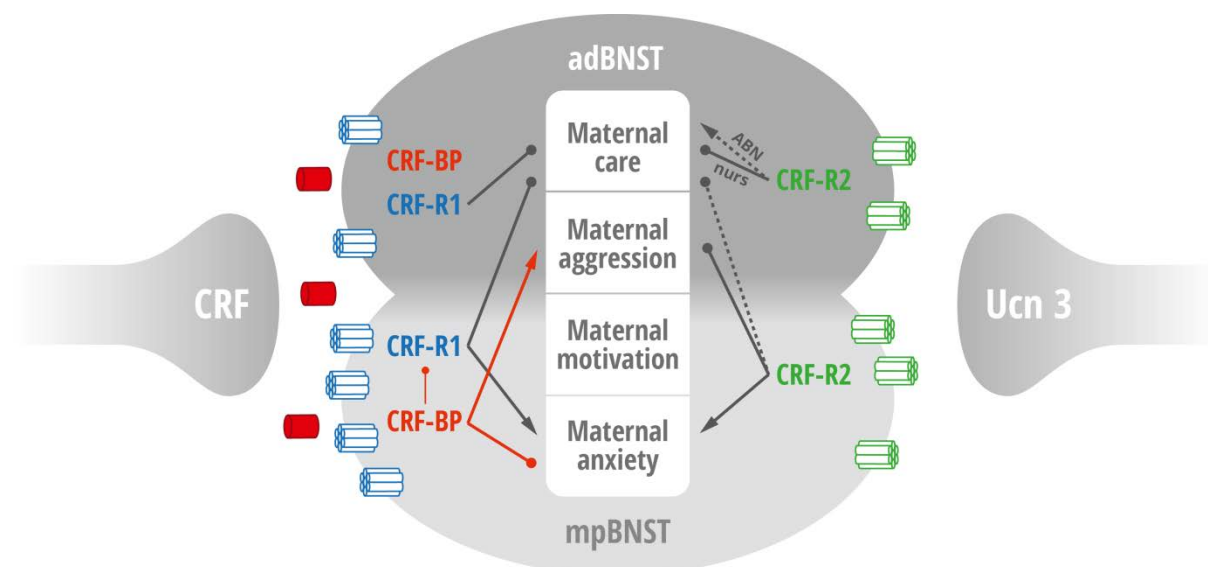 adBNST
Maternal
care
Maternal
aggression
Maternal
motivation
Maternal
anxiety
CRF-BP
CRF-R1
CRF-R1
CRF-BP
ABN
nurs
CRF-R2
CRF-R2
CRF
Ucn 3
mpBNST